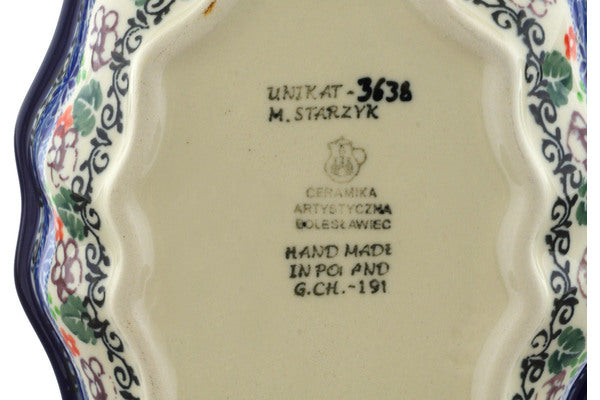 UNIKAT-3638
M. STARZYK
CERAMIKA
ARTYSTYCZNA
BOLESŁAWIEC
HAND MADE
IN POLAND
G.CH.-191